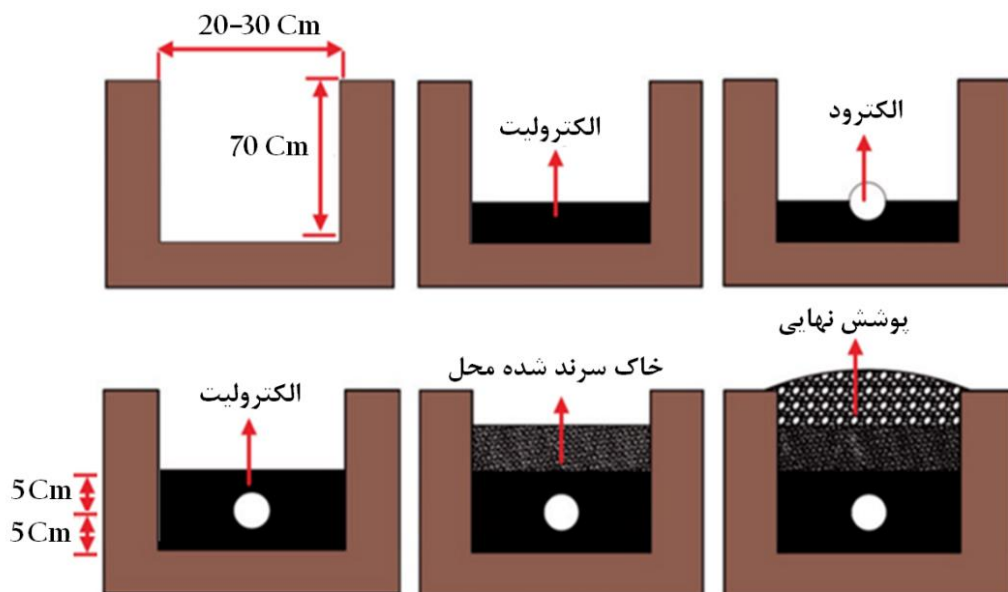 20-30 Cm
70 Cm
الکترولیت
الکترود
الکترولیت
5 Cm
5 Cm
خاک سرند شده محل
پوشش نهایی